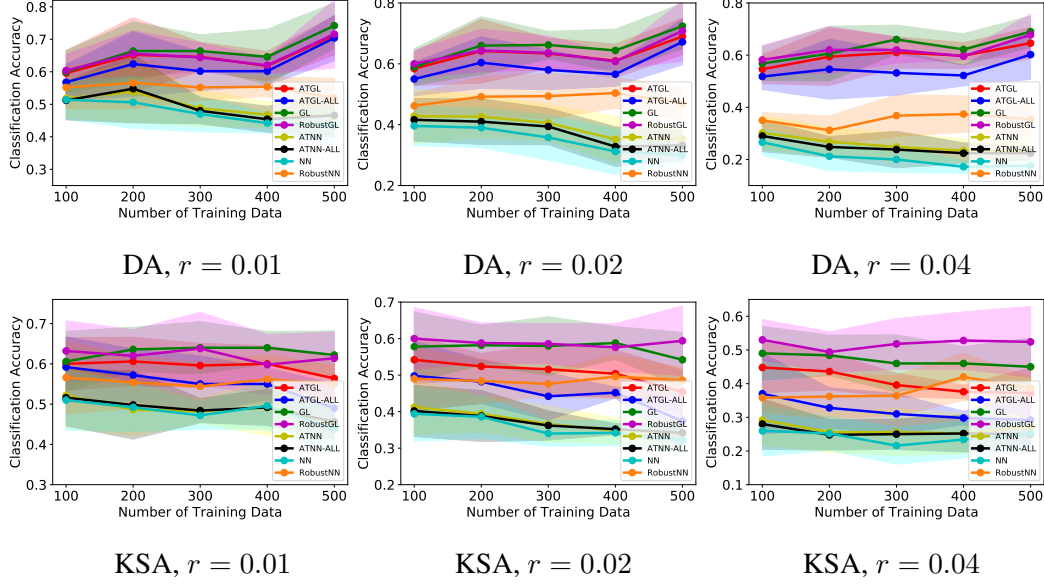 0.8
0.7
0.6
0.5
0.4
0.3
Classification Accuracy
100 200 300 400 500
Number of Training Data
ATGL
ATGL-ALL
GL
RobustGL
ATNN
ATNN-ALL
NN
RobustNN
DA, r = 0.01
0.8
0.6
0.4
0.2
Classification Accuracy
100 200 300 400 500
Number of Training Data
ATGL
ATGL-ALL
GL
RobustGL
ATNN
ATNN-ALL
NN
RobustNN
DA, r = 0.02
0.8
0.6
0.4
0.2
Classification Accuracy
100 200 300 400 500
Number of Training Data
ATGL
ATGL-ALL
GL
RobustGL
ATNN
ATNN-ALL
NN
RobustNN
DA, r = 0.04
0.7
0.6
0.5
0.4
0.3
Classification Accuracy
100 200 300 400 500
Number of Training Data
ATGL
ATGL-ALL
GL
RobustGL
ATNN
ATNN-ALL
NN
RobustNN
KSA, r = 0.01
0.7
0.6
0.5
0.4
0.3
0.2
Classification Accuracy
100 200 300 400 500
Number of Training Data
ATGL
ATGL-ALL
GL
RobustGL
ATNN
ATNN-ALL
NN
RobustNN
KSA, r = 0.02
0.6
0.5
0.4
0.3
0.2
0.1
Classification Accuracy
100 200 300 400 500
Number of Training Data
ATGL
ATGL-ALL
GL
RobustGL
ATNN
ATNN-ALL
NN
RobustNN
KSA, r = 0.04